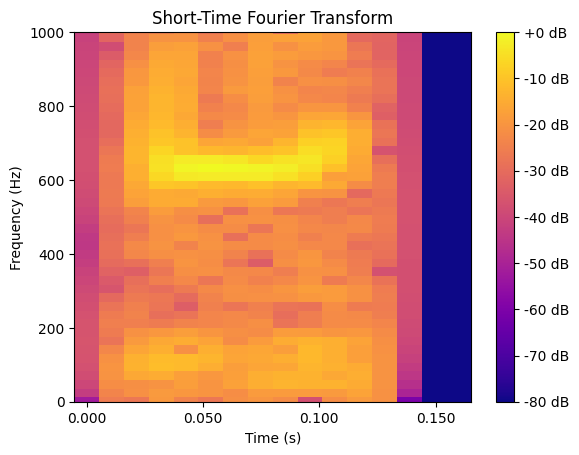 Short-Time Fourier Transform
1000
800
600
400
200
0
Frequency (Hz)
0.000
0.050
0.100
0.150
Time (s)
+0 dB
-10 dB
-20 dB
-30 dB
-40 dB
-50 dB
-60 dB
-70 dB
-80 dB